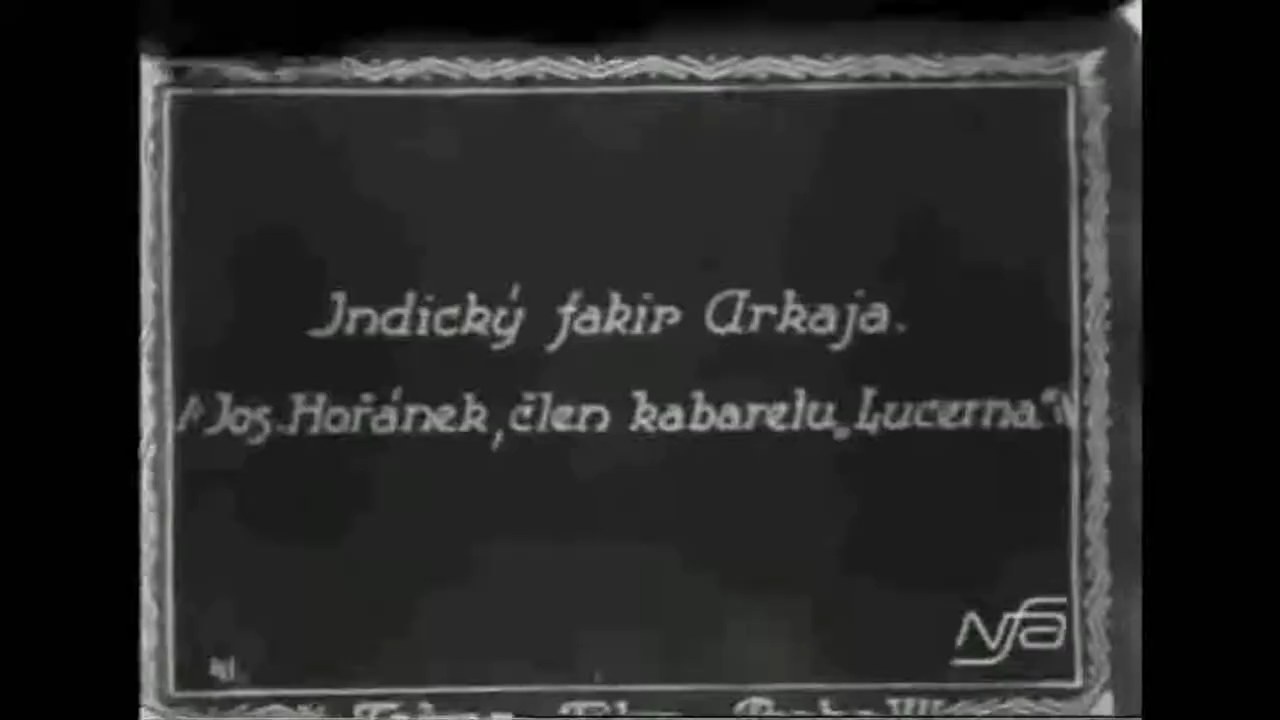 Indický fakir Arkaja.
/Jos. Hořánek, člen kabaretu „Lucerna“/
Nfa